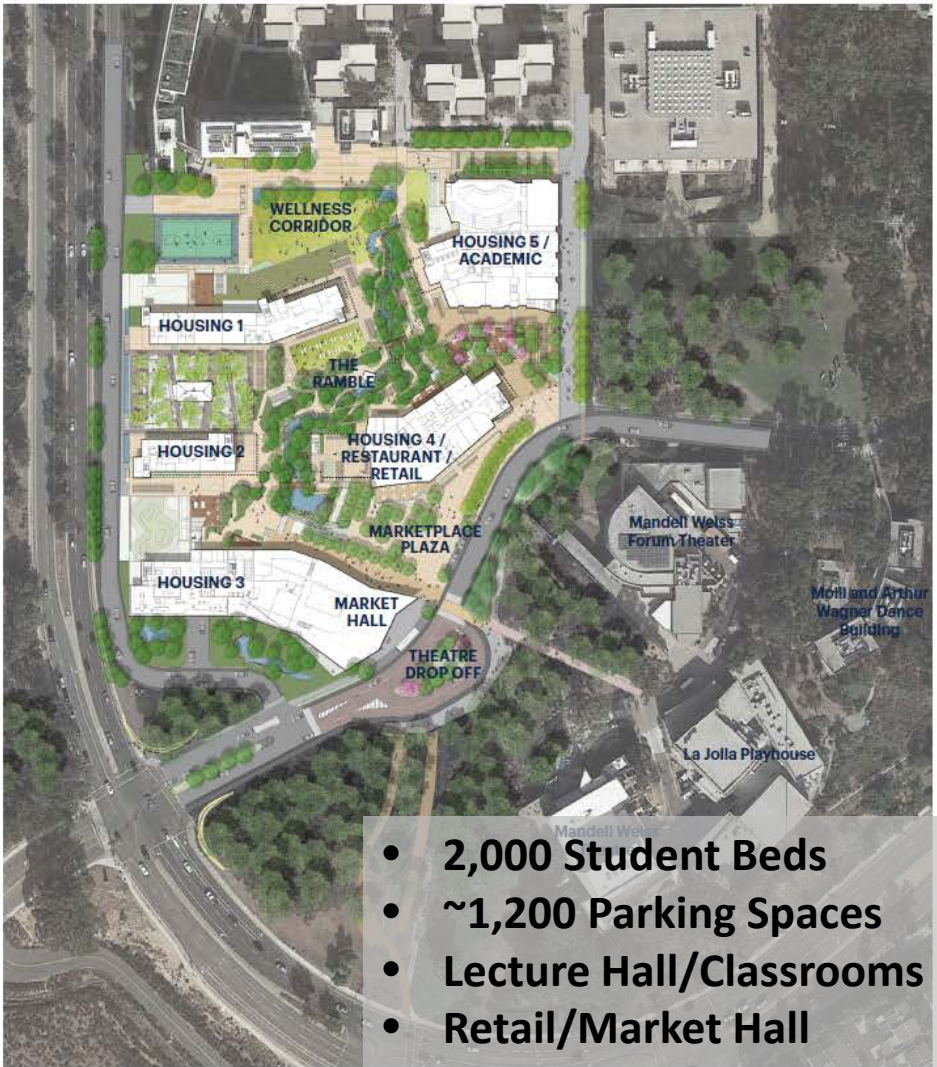 WELLNESS
CORRIDOR
HOUSING 5 /
ACADEMIC
HOUSING 1
THE
RAMBLE
HOUSING 2
HOUSING 4 /
RESTAURANT /
RETAIL
MARKETPLACE
PLAZA
Mandell Weiss
Forum Theater
HOUSING 3
MARKET
HALL
Molli and Arthur
Wagner Dance
Building
THEATRE
DROP OFF
La Jolla Playhouse
Mandell Weiss
• 2,000 Student Beds
• ~1,200 Parking Spaces
• Lecture Hall/Classrooms
• Retail/Market Hall